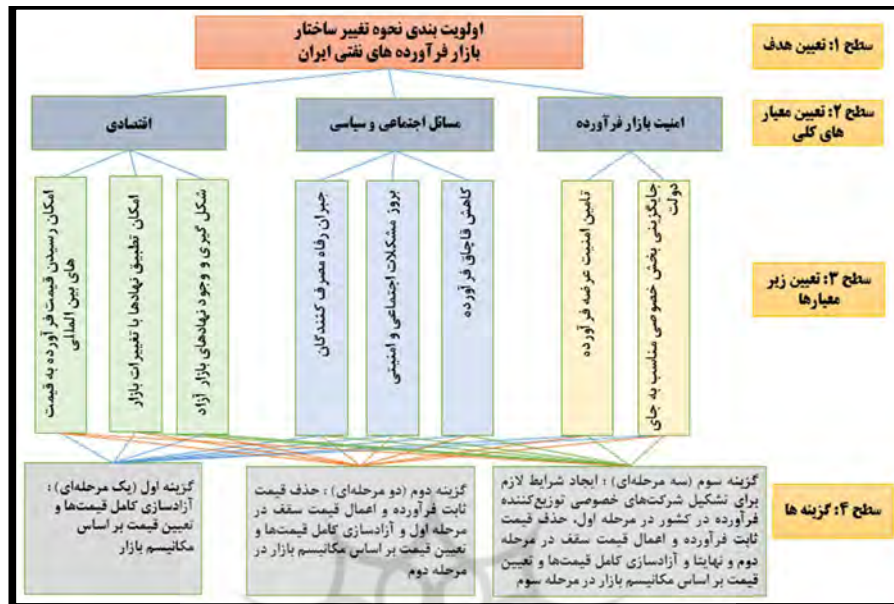 اولویت بندی نحوه تغییر ساختار
بازار فرآورده های نفتی ایران
سطح ۱: تعیین هدف
امنیت بازار فرآورده
مسائل اجتماعی و سیاسی
اقتصادی
سطح ۲: تعیین معیار
های کلی
جایگزینی بخش خصوصی مناسب به جای
دولت
تامین امنیت عرضه فرآورده
کاهش قاچاق فرآورده
بروز مشکلات اجتماعی و امنیتی
جبران رفاه مصرف کنندگان
شکل گیری و وجود نهادهای بازار آزاد
امکان تطبیق نهادها با تغییرات بازار
امکان رسیدن قیمت فرآورده به قیمت
های بین المللی
سطح ۳: تعیین زیر
معیارها
گزینه سوم (سه مرحله‌ای) : ایجاد شرایط لازم
برای تشکیل شرکت‌های خصوصی توزیع‌کننده
فرآورده در کشور در مرحله اول، حذف قیمت
ثابت فرآورده و اعمال قیمت سقف در مرحله
دوم و نهایتا و آزادسازی کامل قیمت‌ها و تعیین
قیمت بر اساس مکانیسم بازار در مرحله سوم
گزینه دوم (دو مرحله‌ای) : حذف قیمت
ثابت فرآورده و اعمال قیمت سقف در
مرحله اول و آزادسازی کامل قیمت‌ها و
تعیین قیمت بر اساس مکانیسم بازار در
مرحله دوم
گزینه اول (یک مرحله‌ای) :
آزادسازی کامل قیمت‌ها و
تعیین قیمت بر اساس
مکانیسم بازار
سطح ۴: گزینه ها